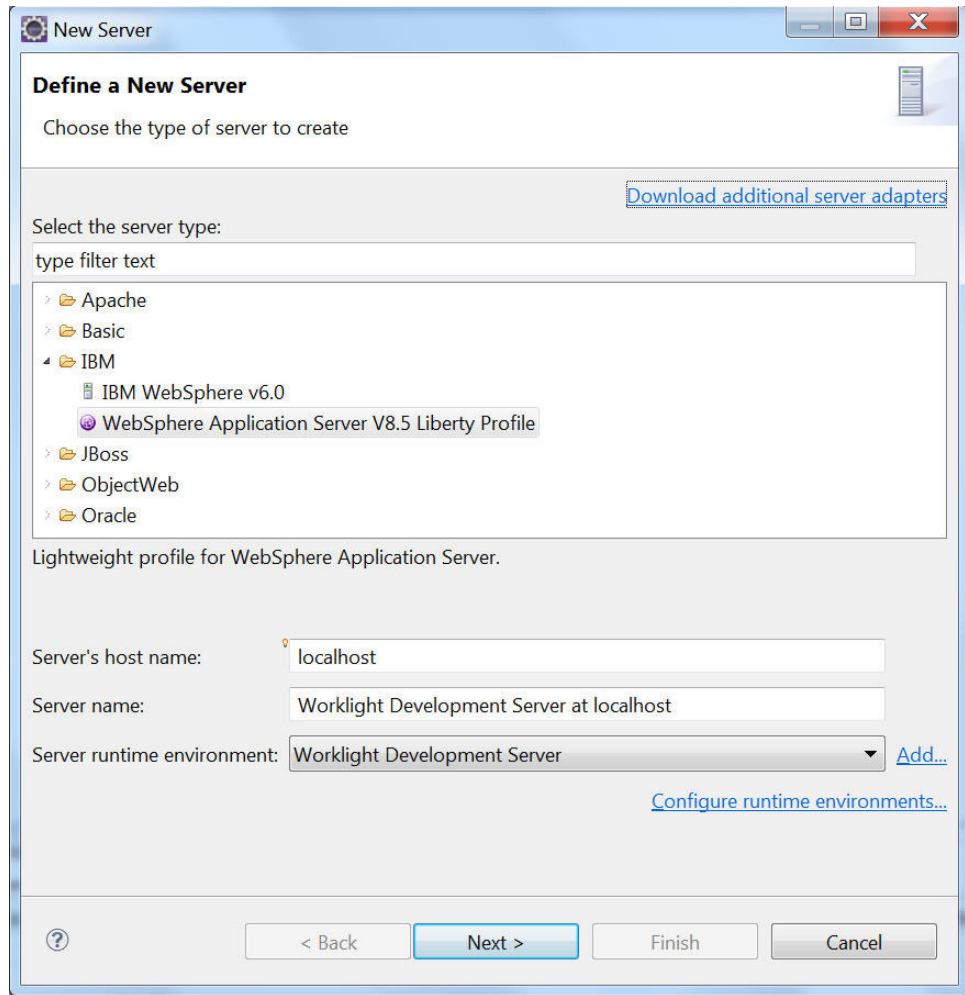 New Server
Define a New Server
Choose the type of server to create
Download additional server adapters
Select the server type:
type filter text
Apache
Basic
IBM
IBM WebSphere v6.0
WebSphere Application Server V8.5 Liberty Profile
JBoss
ObjectWeb
Oracle
Lightweight profile for WebSphere Application Server.
Server's host name: localhost
Server name: Worklight Development Server at localhost
Server runtime environment: Worklight Development Server Add...
Configure runtime environments...
? < Back Next > Finish Cancel